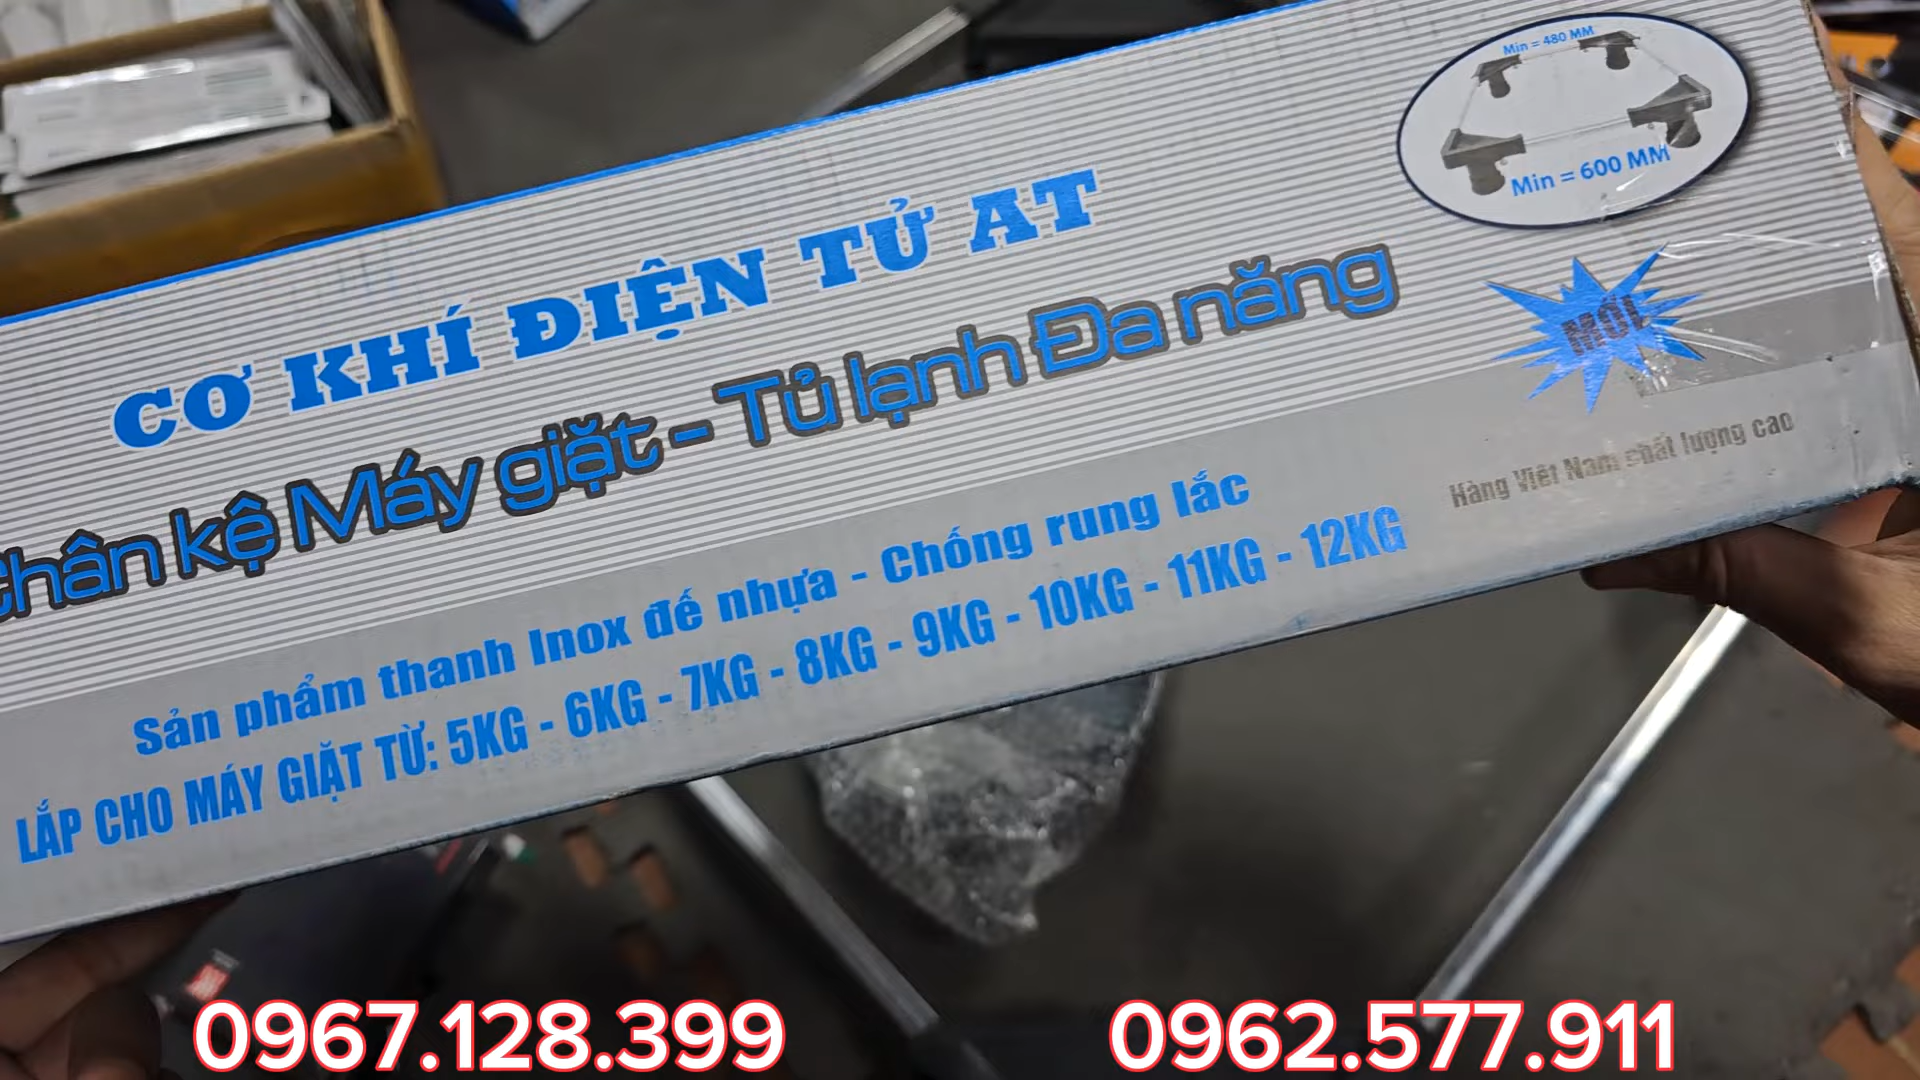 Min = 480 MM
Min = 600 MM
CƠ KHÍ ĐIỆN TỬ AT
Chân kệ Máy giặt - Tủ lạnh Đa năng
MỚI
Hàng Việt Nam chất lượng cao
Sản phẩm thanh Inox đế nhựa - Chống rung lắc
LẮP CHO MÁY GIẶT TỪ: 5KG - 6KG - 7KG - 8KG - 9KG - 10KG - 11KG - 12KG
0967.128.399
0962.577.911